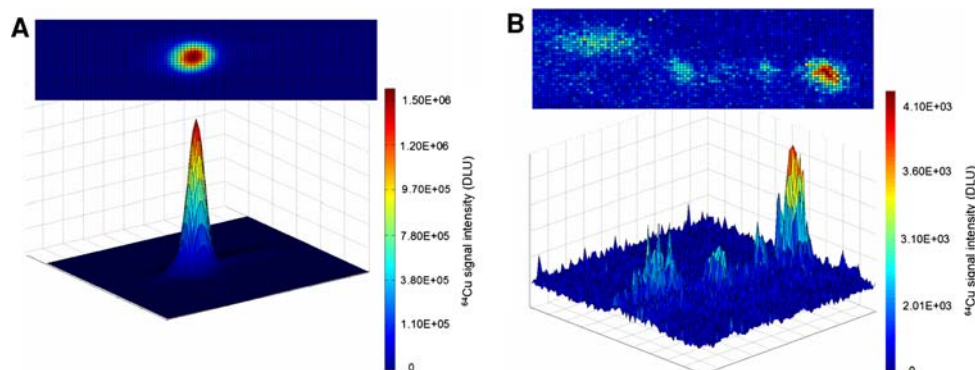 A
1.50E+06
1.20E+06
9.70E+05
7.80E+05
3.80E+05
1.10E+05
0
64Cu signal intensity (DLU)
B
4.10E+03
3.60E+03
3.10E+03
2.01E+03
0
64Cu signal intensity (DLU)